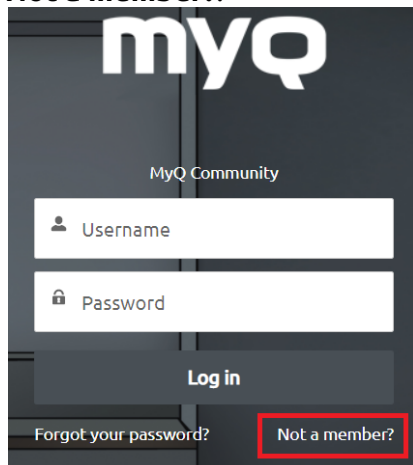 myQ
MyQ Community
Username
Password
Log in
Forgot your password? Not a member?